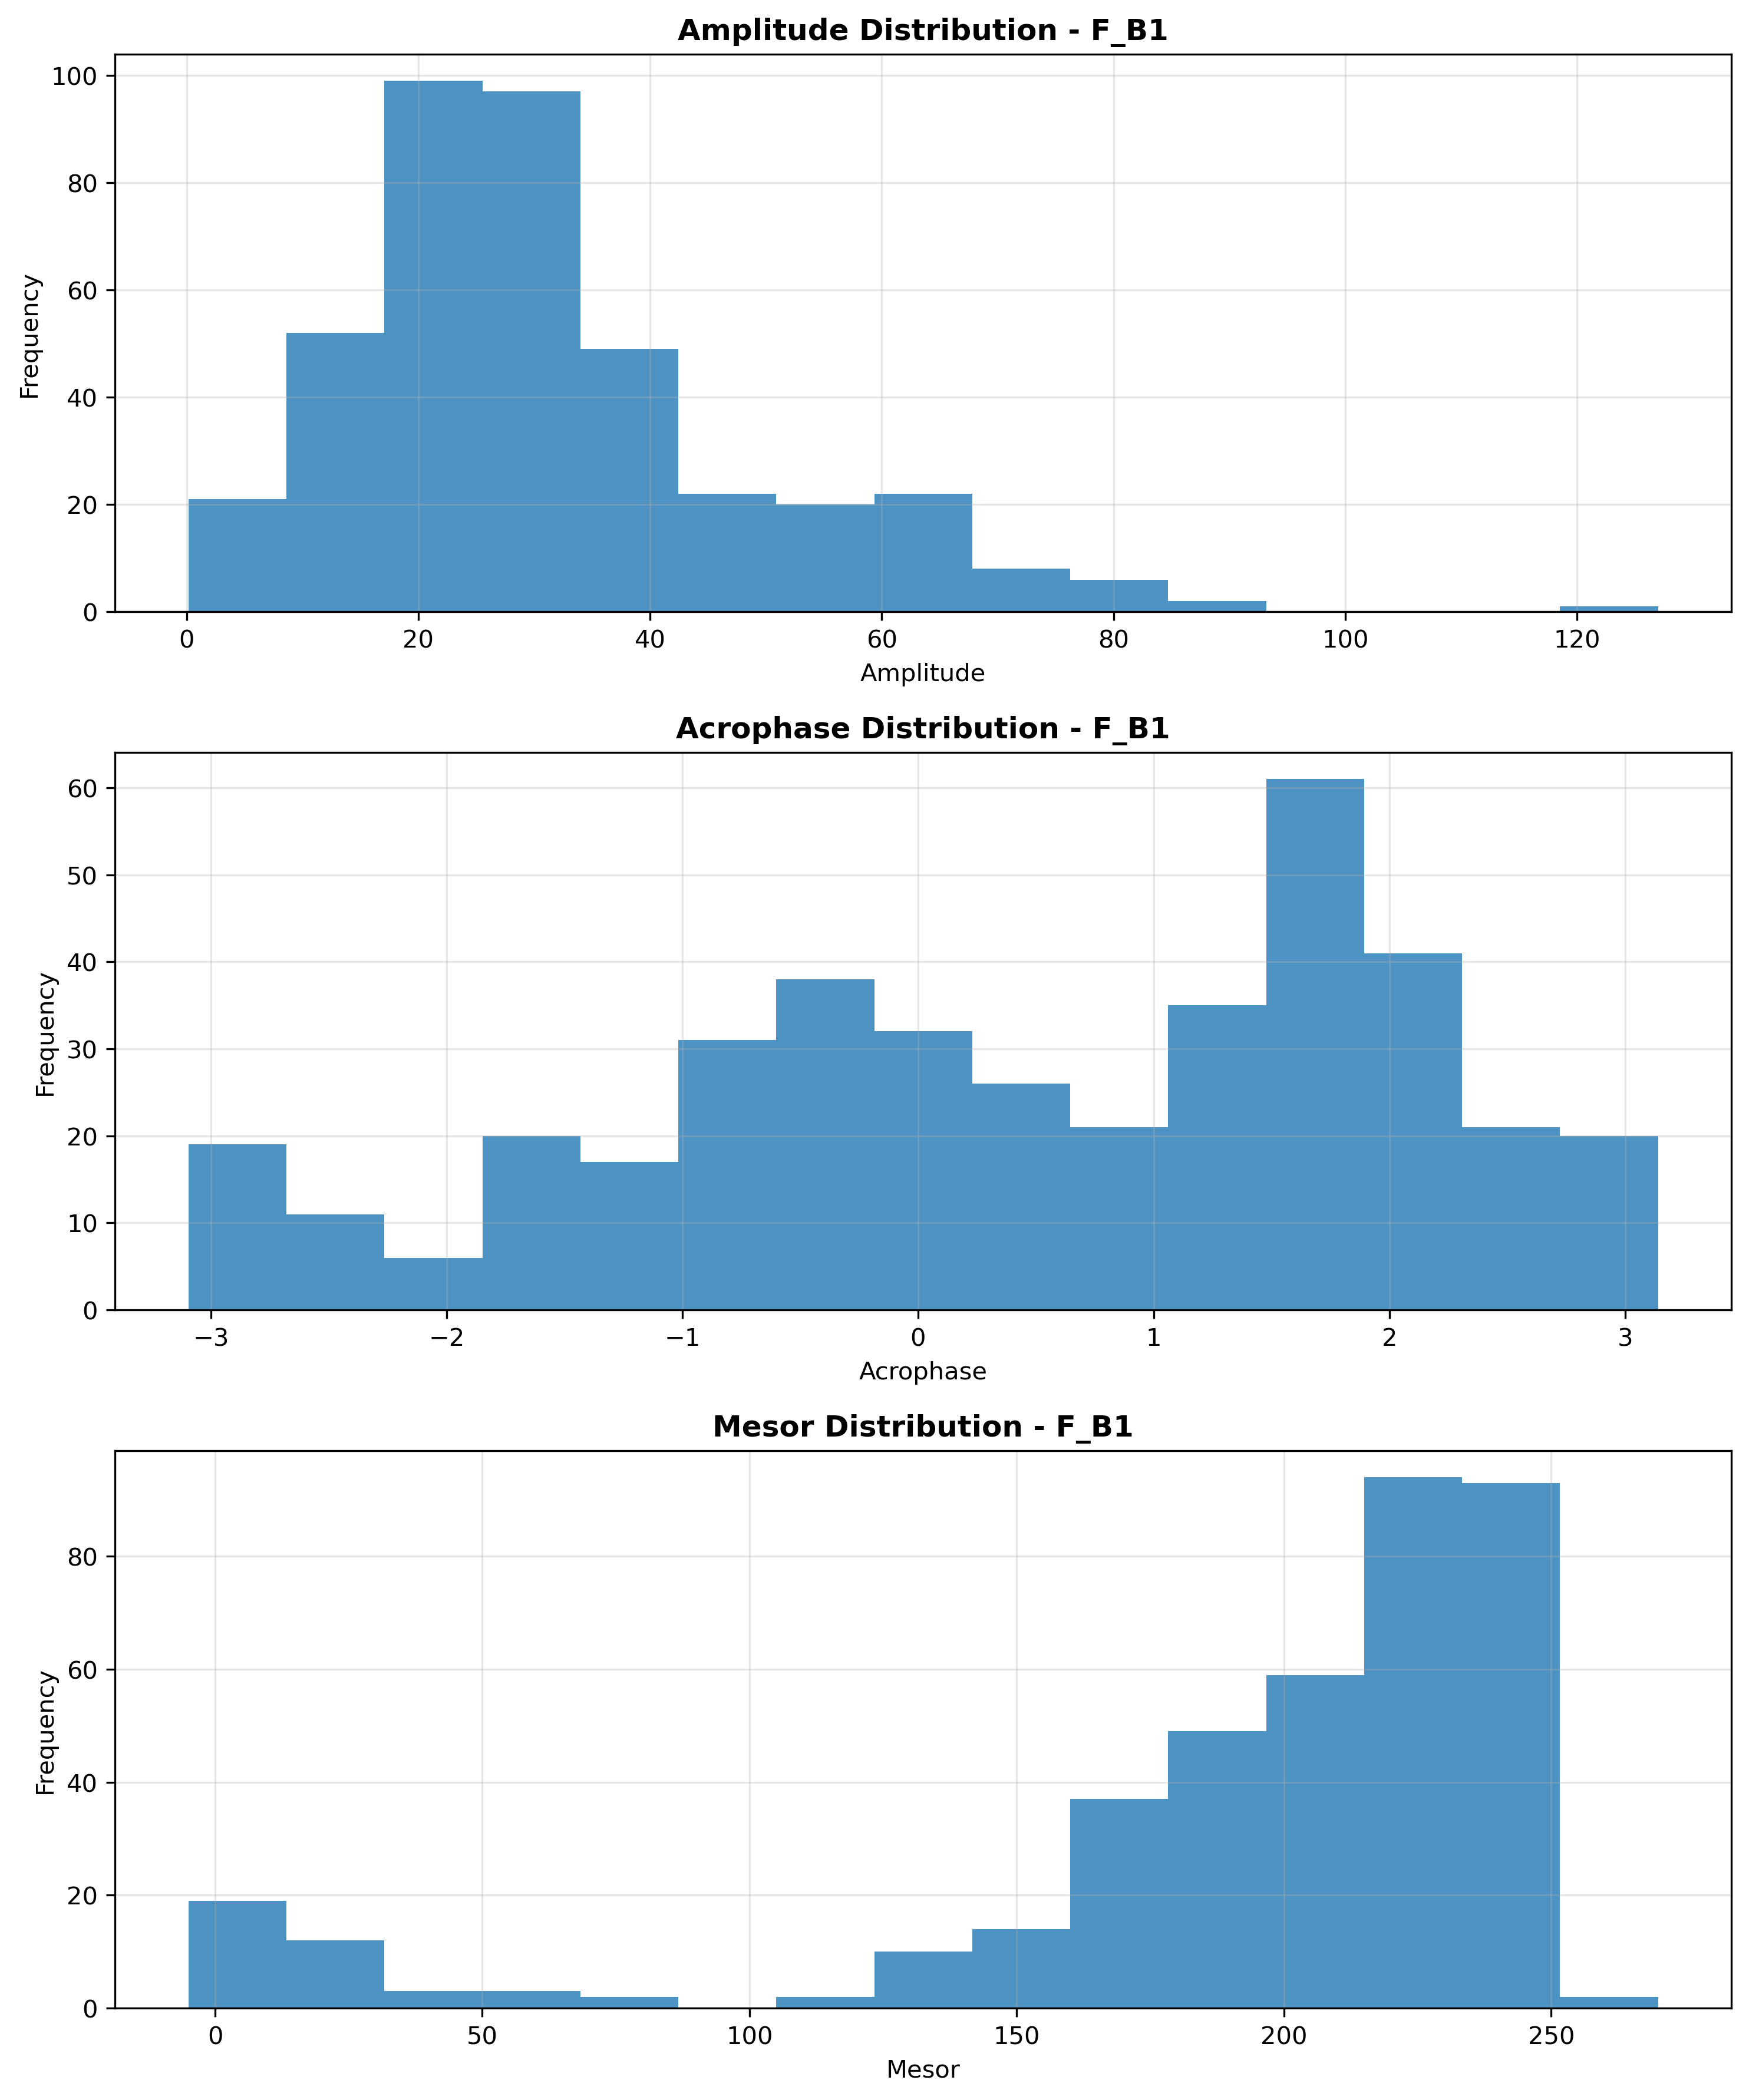 Amplitude Distribution - F_B1
100
80
60
40
20
0
Frequency
0 20 40 60 80 100 120
Amplitude
Acrophase Distribution - F_B1
60
50
40
30
20
10
0
Frequency
−3 −2 −1 0 1 2 3
Acrophase
Mesor Distribution - F_B1
80
60
40
20
0
Frequency
0 50 100 150 200 250
Mesor